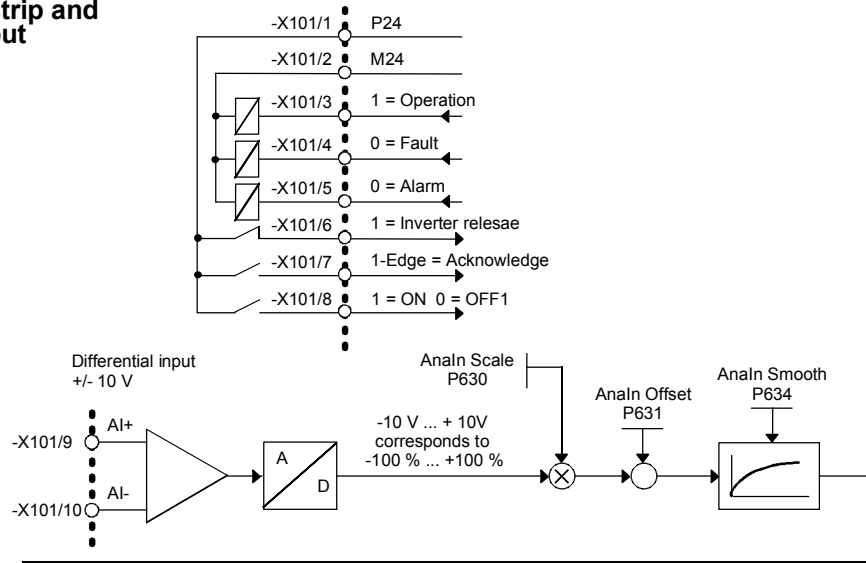 trip and
ut
-X101/1 P24
-X101/2 M24
-X101/3 1 = Operation
-X101/4 0 = Fault
-X101/5 0 = Alarm
-X101/6 1 = Inverter relesae
-X101/7 1-Edge = Acknowledge
-X101/8 1 = ON 0 = OFF1
Differential input
+/- 10 V
-X101/9 AI+
-X101/10 AI-
A
D
-10 V ... + 10V
corresponds to
-100 % ... +100 %
AnaIn Scale
P630
AnaIn Offset
P631
AnaIn Smooth
P634